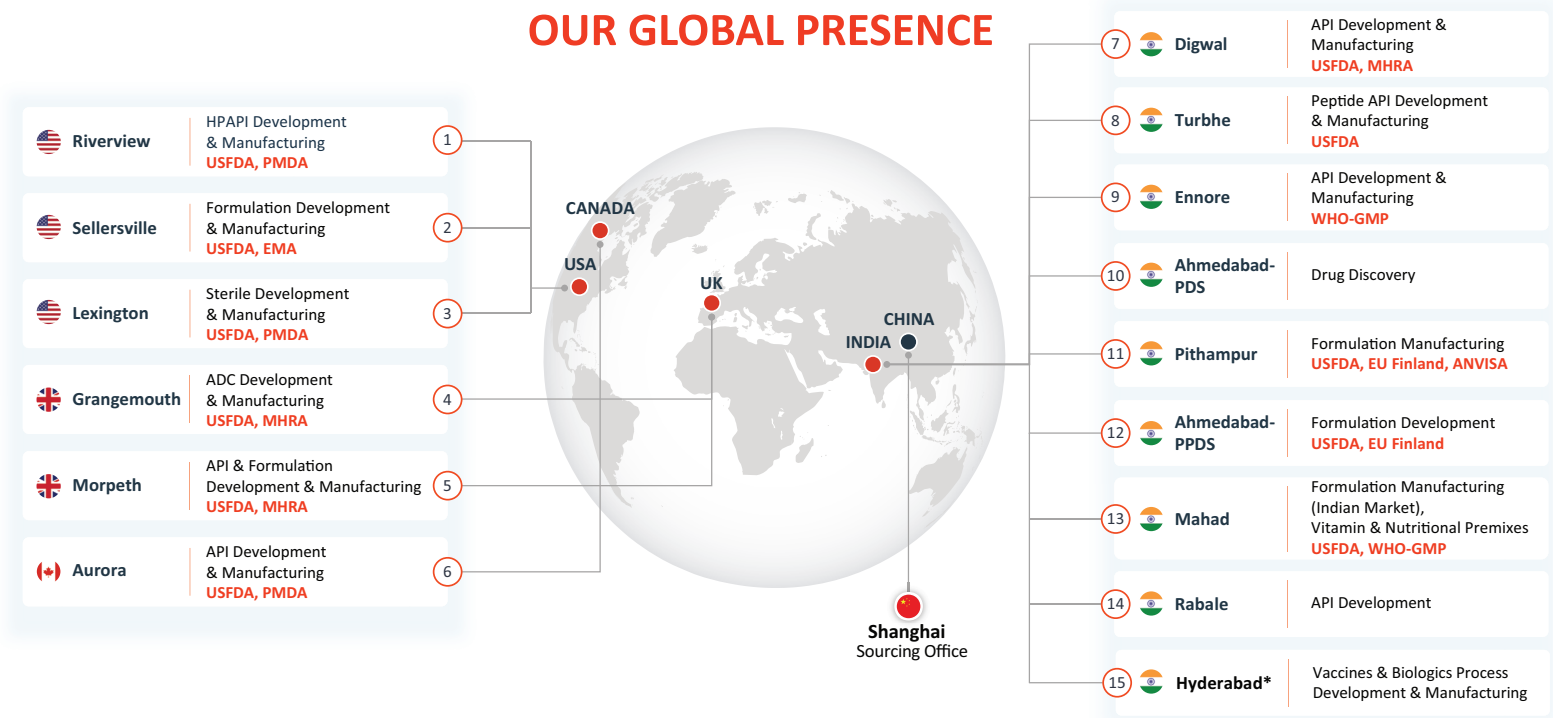 OUR GLOBAL PRESENCE
Riverview
HPAPI Development
& Manufacturing
USFDA, PMDA
1
Sellersville
Formulation Development
& Manufacturing
USFDA, EMA
2
Lexington
Sterile Development
& Manufacturing
USFDA, PMDA
3
Grangemouth
ADC Development
& Manufacturing
USFDA, MHRA
4
Morpeth
API & Formulation
Development & Manufacturing
USFDA, MHRA
5
Aurora
API Development
& Manufacturing
USFDA, PMDA
6
CANADA
USA
UK
CHINA
INDIA
Shanghai
Sourcing Office
7
Digwal
API Development &
Manufacturing
USFDA, MHRA
8
Turbhe
Peptide API Development
& Manufacturing
USFDA
9
Ennore
API Development &
Manufacturing
WHO-GMP
10
Ahmedabad-
PDS
Drug Discovery
11
Pithampur
Formulation Manufacturing
USFDA, EU Finland, ANVISA
12
Ahmedabad-
PPDS
Formulation Development
USFDA, EU Finland
13
Mahad
Formulation Manufacturing
(Indian Market),
Vitamin & Nutritional Premixes
USFDA, WHO-GMP
14
Rabale
API Development
15
Hyderabad*
Vaccines & Biologics Process
Development & Manufacturing